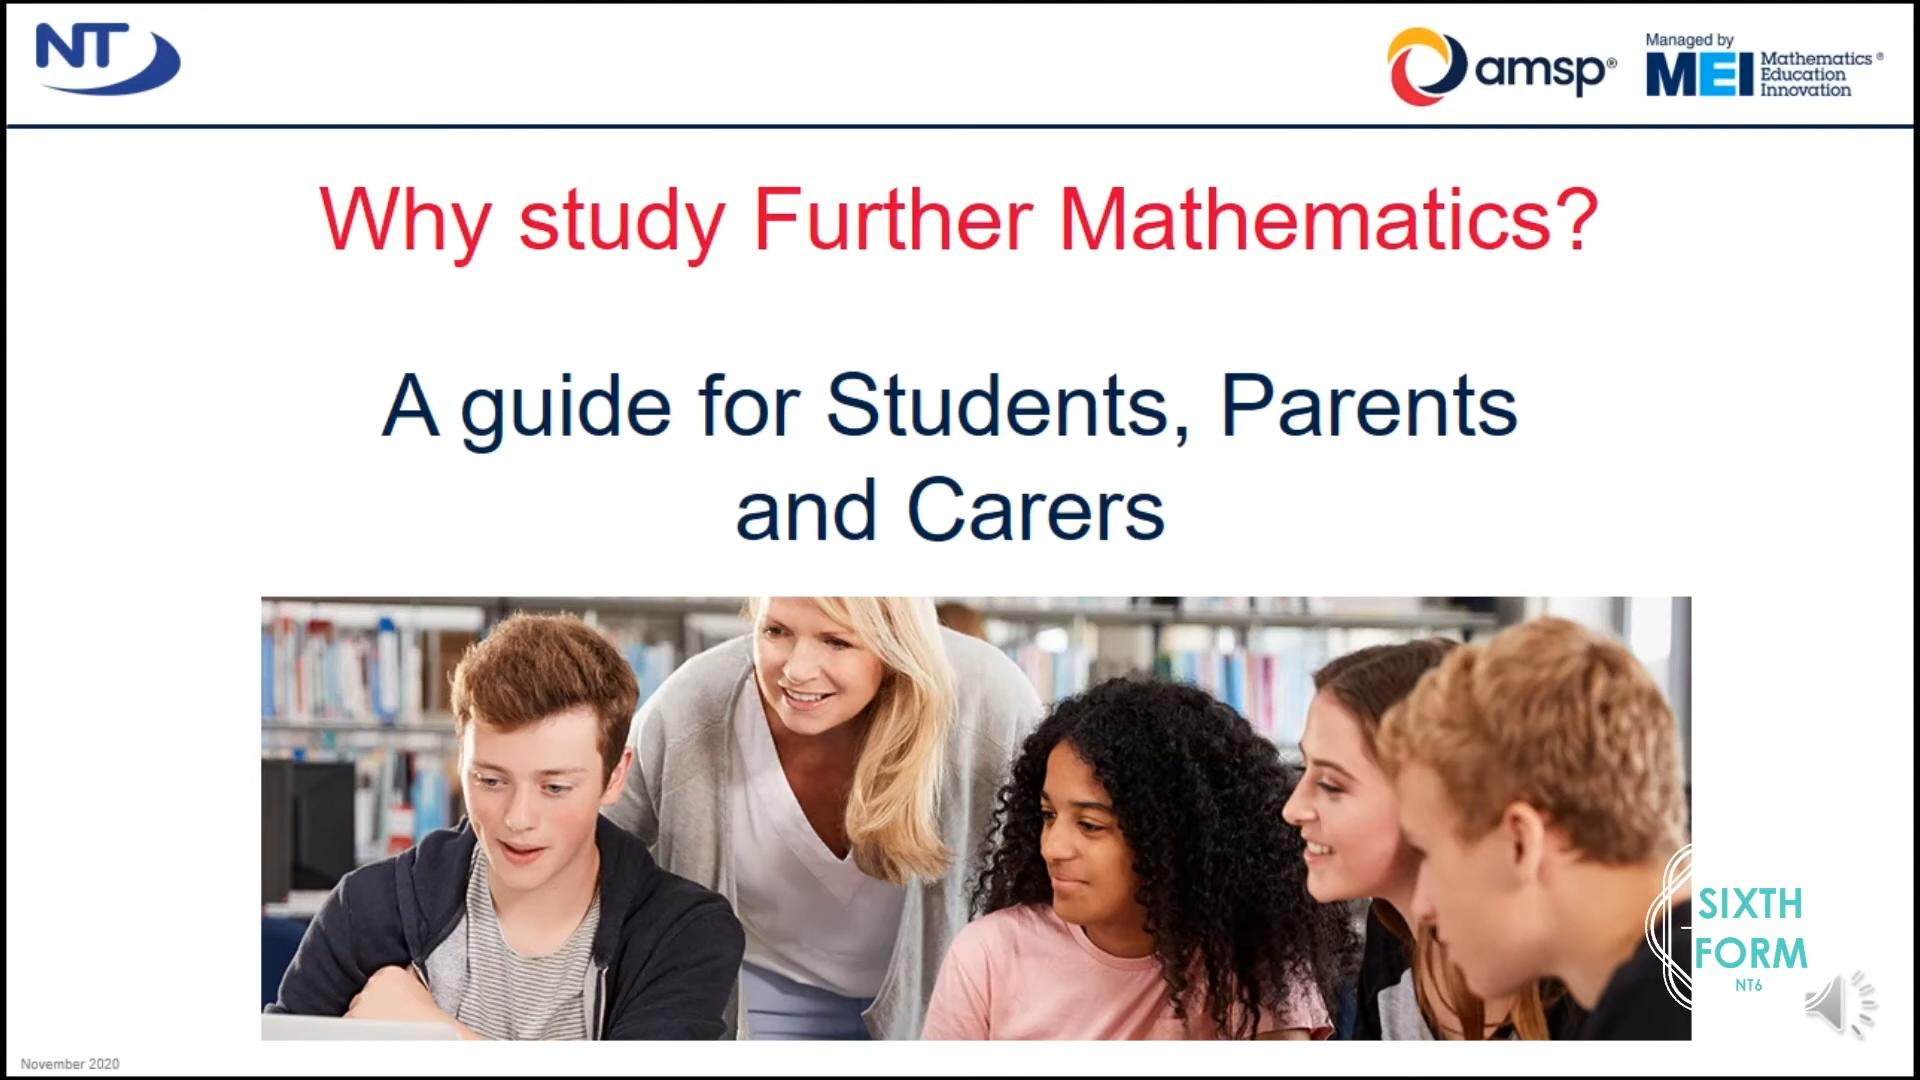 NT
amsp®
Managed by
MEI Mathematics ®
Education
Innovation
Why study Further Mathematics?
A guide for Students, Parents
and Carers
SIXTH
FORM
NT6
November 2020